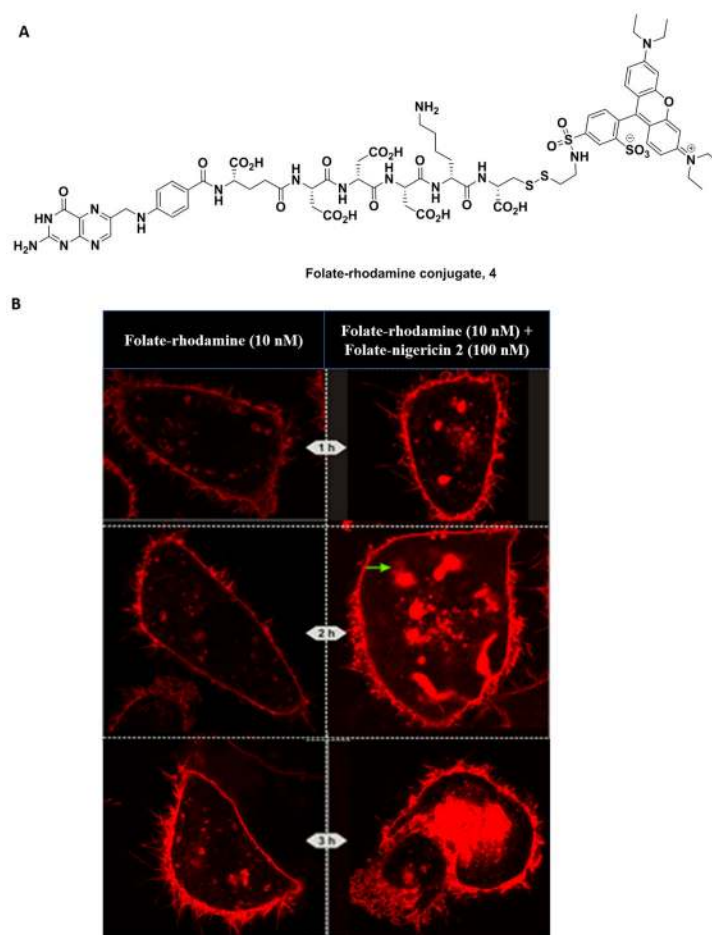 A
N
N
O
NH₂
O
S
O
NH
SO₃
⊖
⊕
O
CO₂H
O
CO₂H
O
O
H
N
N
H
N
H
O
H
N
N
H
O
H
N
S
S
CO₂H
O
HN
N
N
H
O
CO₂H
O
CO₂H
O
H₂N
N
N
Folate-rhodamine conjugate, 4
B
Folate-rhodamine (10 nM)
Folate-rhodamine (10 nM) +
Folate-nigericin 2 (100 nM)
1 h
2 h
3 h